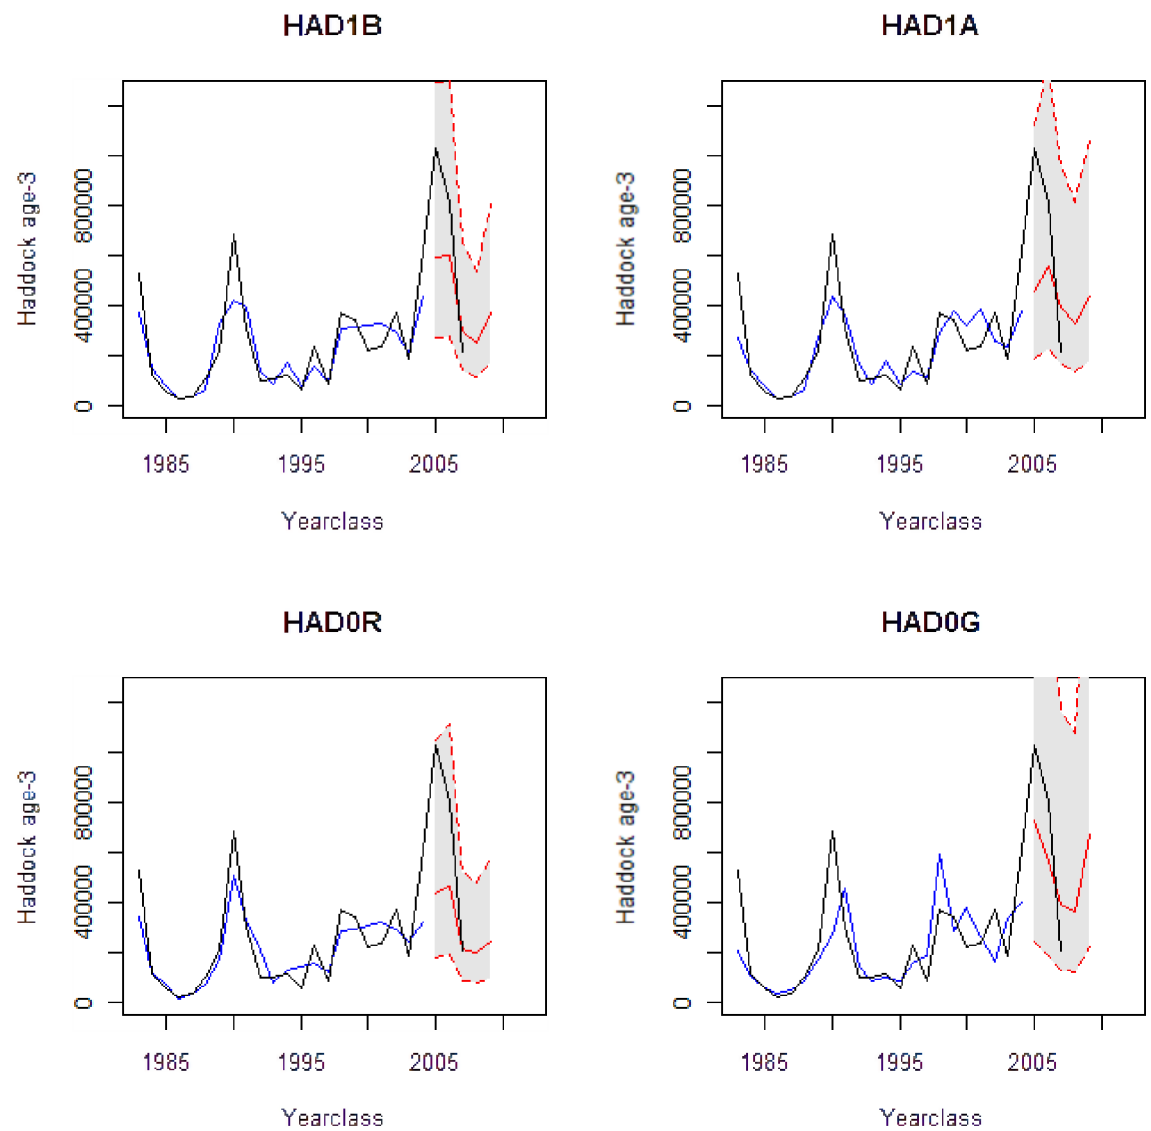 HAD1B
Haddock age-3
0
400000
800000
1985
1995
2005
Yearclass
HAD1A
Haddock age-3
0
400000
800000
1985
1995
2005
Yearclass
HAD0R
Haddock age-3
0
400000
800000
1985
1995
2005
Yearclass
HAD0G
Haddock age-3
0
400000
800000
1985
1995
2005
Yearclass